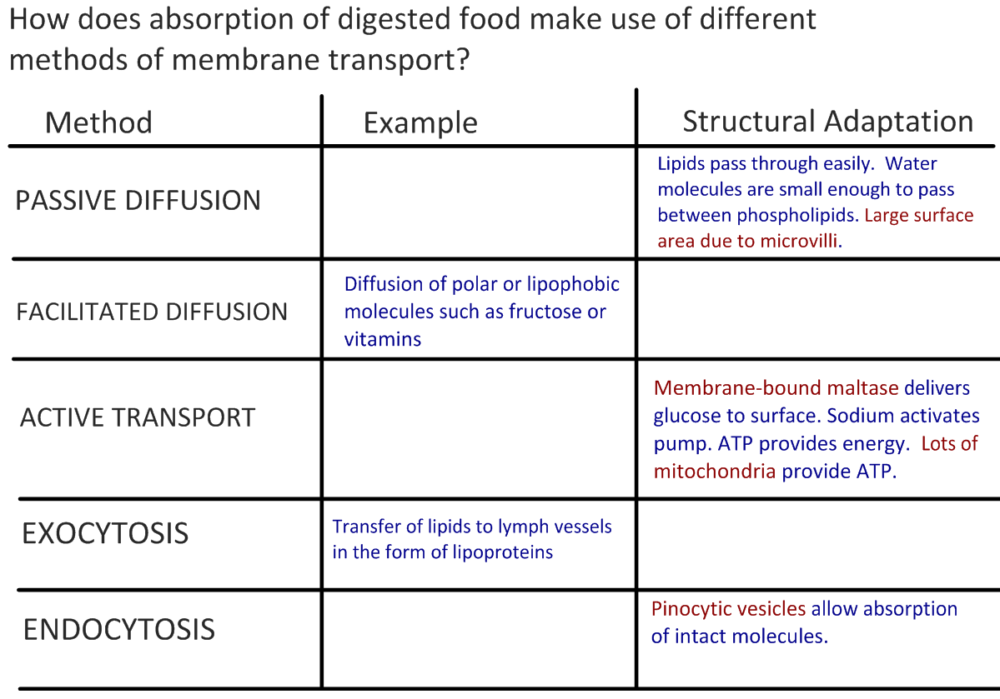 How does absorption of digested food make use of different
methods of membrane transport?
Method
Example
Structural Adaptation
PASSIVE DIFFUSION
Lipids pass through easily. Water
molecules are small enough to pass
between phospholipids. Large surface
area due to microvilli.
FACILITATED DIFFUSION
Diffusion of polar or lipophobic
molecules such as fructose or
vitamins
ACTIVE TRANSPORT
Membrane-bound maltase delivers
glucose to surface. Sodium activates
pump. ATP provides energy. Lots of
mitochondria provide ATP.
EXOCYTOSIS
Transfer of lipids to lymph vessels
in the form of lipoproteins
ENDOCYTOSIS
Pinocytic vesicles allow absorption
of intact molecules.